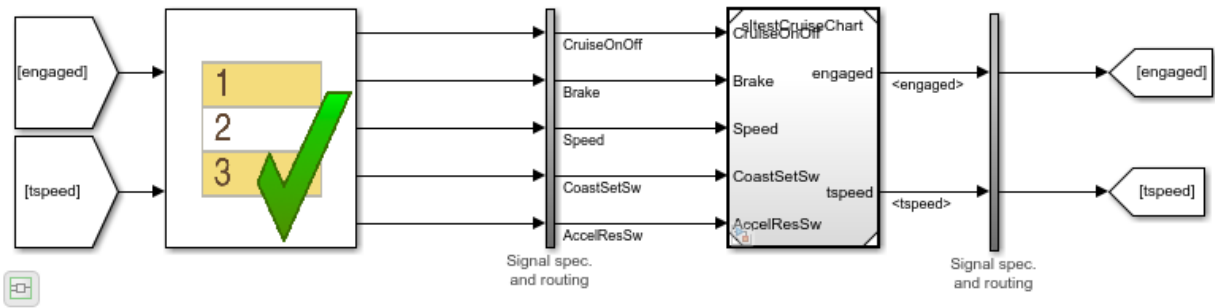 [engaged]
[tspeed]
1
2
3
CruiseOnOff
Brake
Speed
CoastSetSw
AccelResSw
Signal spec.
and routing
sltestCruiseChart
CruiseOnOff
Brake
Speed
CoastSetSw
AccelResSw
engaged
tspeed
<engaged>
<tspeed>
Signal spec.
and routing
[engaged]
[tspeed]